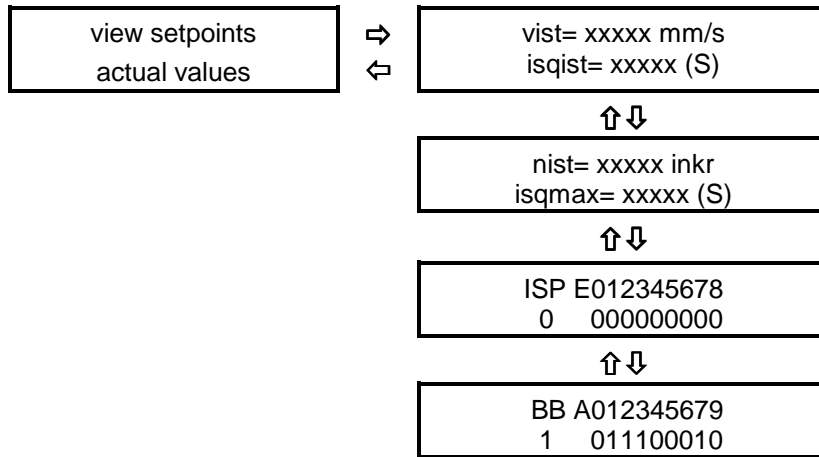 view setpoints ⇨ vist= xxxxx mm/s
actual values ⇦ isqist= xxxxx (S)
⇧⇩
nist= xxxxx inkr
isqmax= xxxxx (S)
⇧⇩
ISP E012345678
0 000000000
⇧⇩
BB A012345679
1 011100010